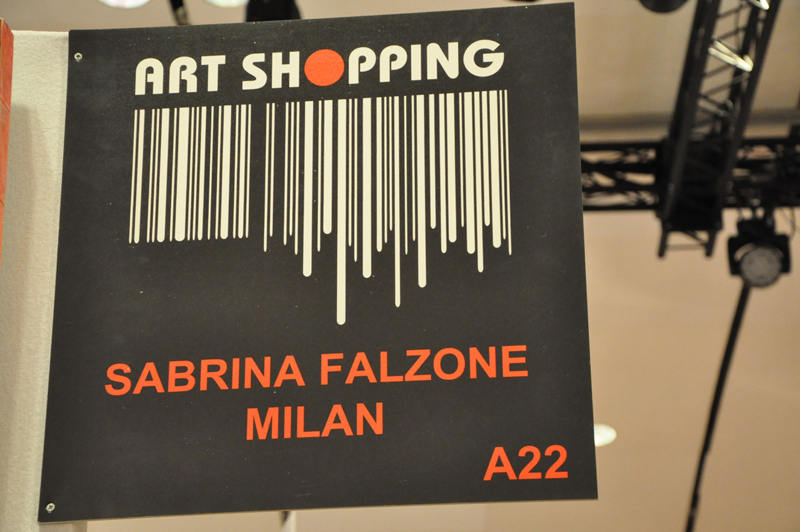 ART SHOPPING
SABRINA FALZONE
MILAN
A22